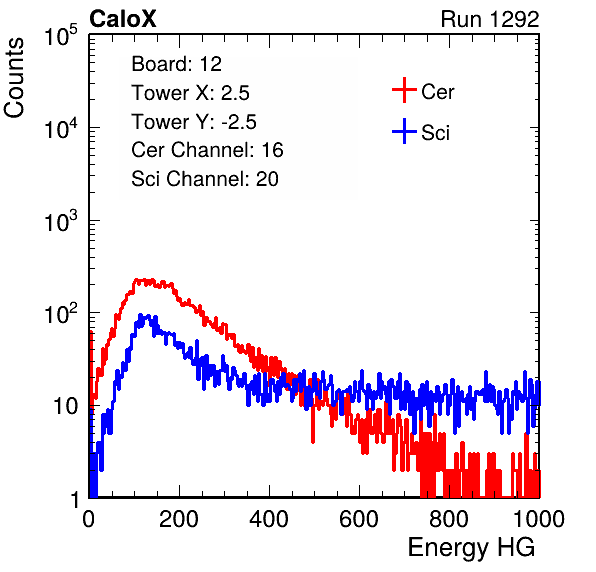 CaloX Run 1292
Counts
10^5
10^4
10^3
10^2
10
1
Board: 12
Tower X: 2.5
Tower Y: -2.5
Cer Channel: 16
Sci Channel: 20
Cer
Sci
0 200 400 600 800 1000
Energy HG